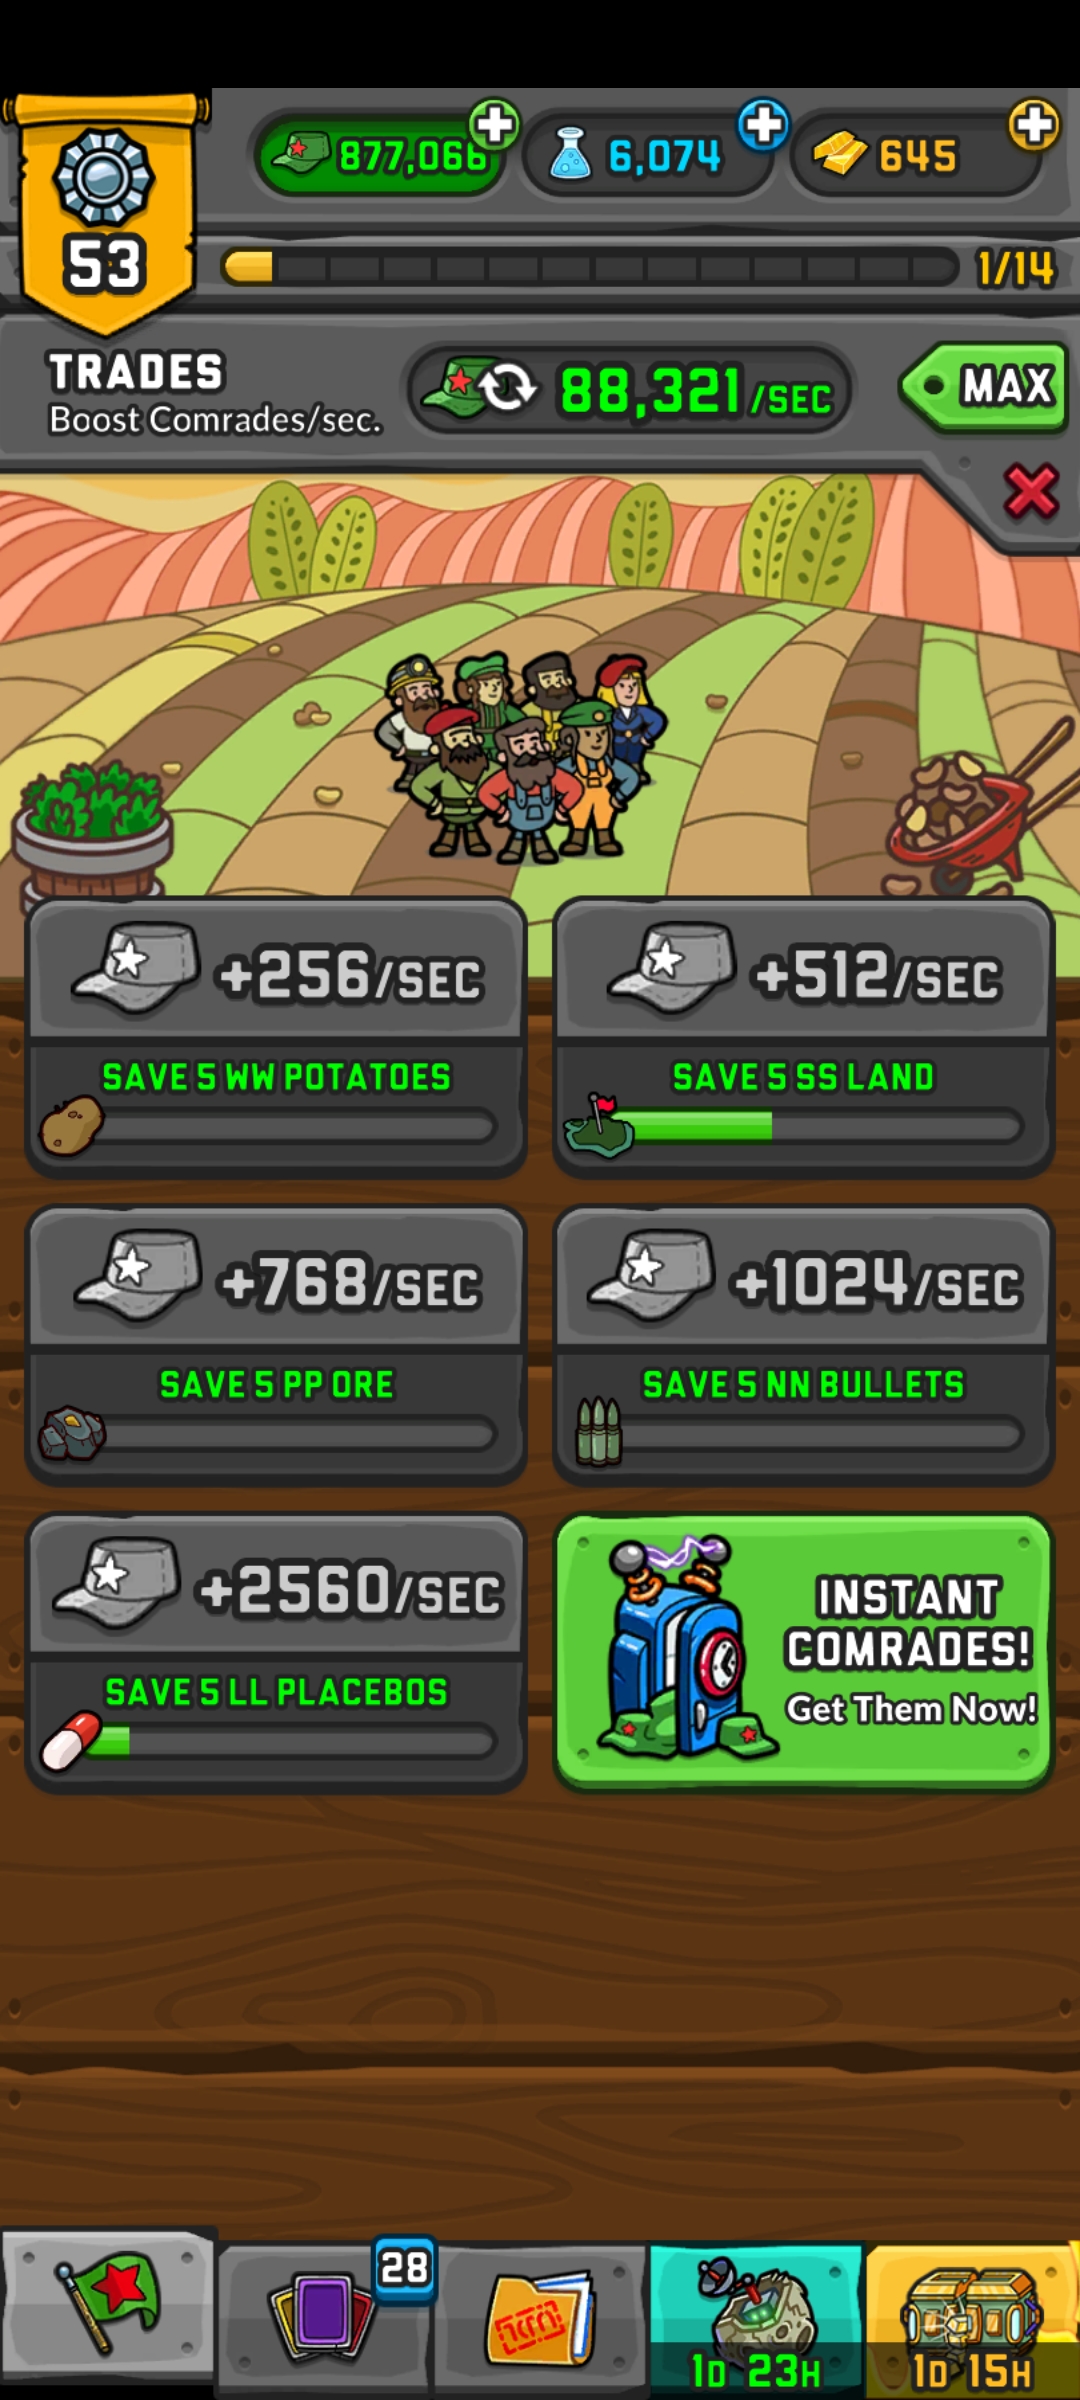 877,066
6,074
645
53
1/14
TRADES
Boost Comrades/sec.
88,321/SEC
MAX
+256/SEC
SAVE 5 WW POTATOES
+512/SEC
SAVE 5 SS LAND
+768/SEC
SAVE 5 PP ORE
+1024/SEC
SAVE 5 NN BULLETS
+2560/SEC
SAVE 5 LL PLACEBOS
INSTANT
COMRADES!
Get Them Now!
28
1D 23H
1D 15H